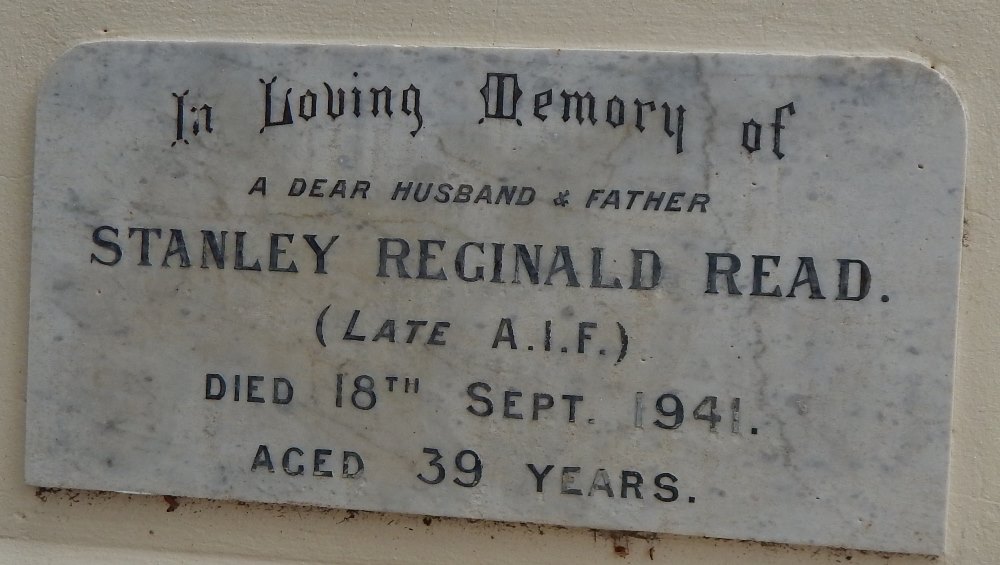 In Loving Memory of
A DEAR HUSBAND & FATHER
STANLEY REGINALD READ.
(LATE A.I.F.)
DIED 18TH SEPT. 1941.
AGED 39 YEARS.